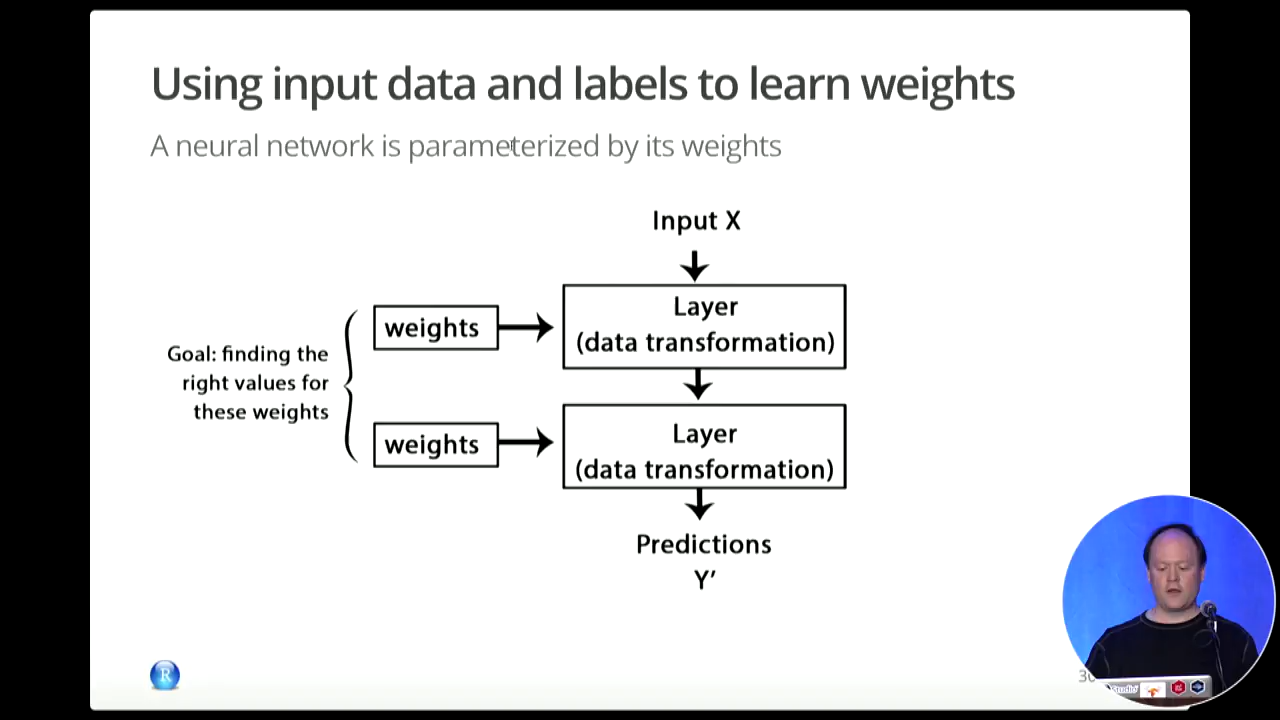 Using input data and labels to learn weights
A neural network is parameterized by its weights
Input X
Layer
(data transformation)
weights
Goal: finding the
right values for
these weights
weights
Layer
(data transformation)
Predictions
Y′
R
Studio